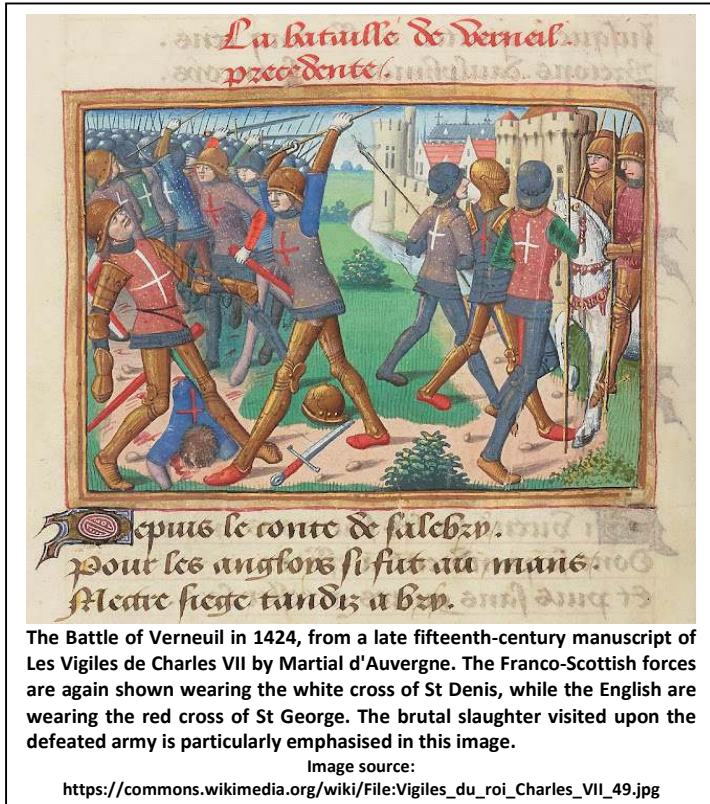 La bataille de verneil.
precedente.
Depuis le conte de salebry.
Pour les anglois si fut au mans.
Mectre siege tandiz a bry.
The Battle of Verneuil in 1424, from a late fifteenth-century manuscript of
Les Vigiles de Charles VII by Martial d'Auvergne. The Franco-Scottish forces
are again shown wearing the white cross of St Denis, while the English are
wearing the red cross of St George. The brutal slaughter visited upon the
defeated army is particularly emphasised in this image.
Image source:
https://commons.wikimedia.org/wiki/File:Vigiles_du_roi_Charles_VII_49.jpg